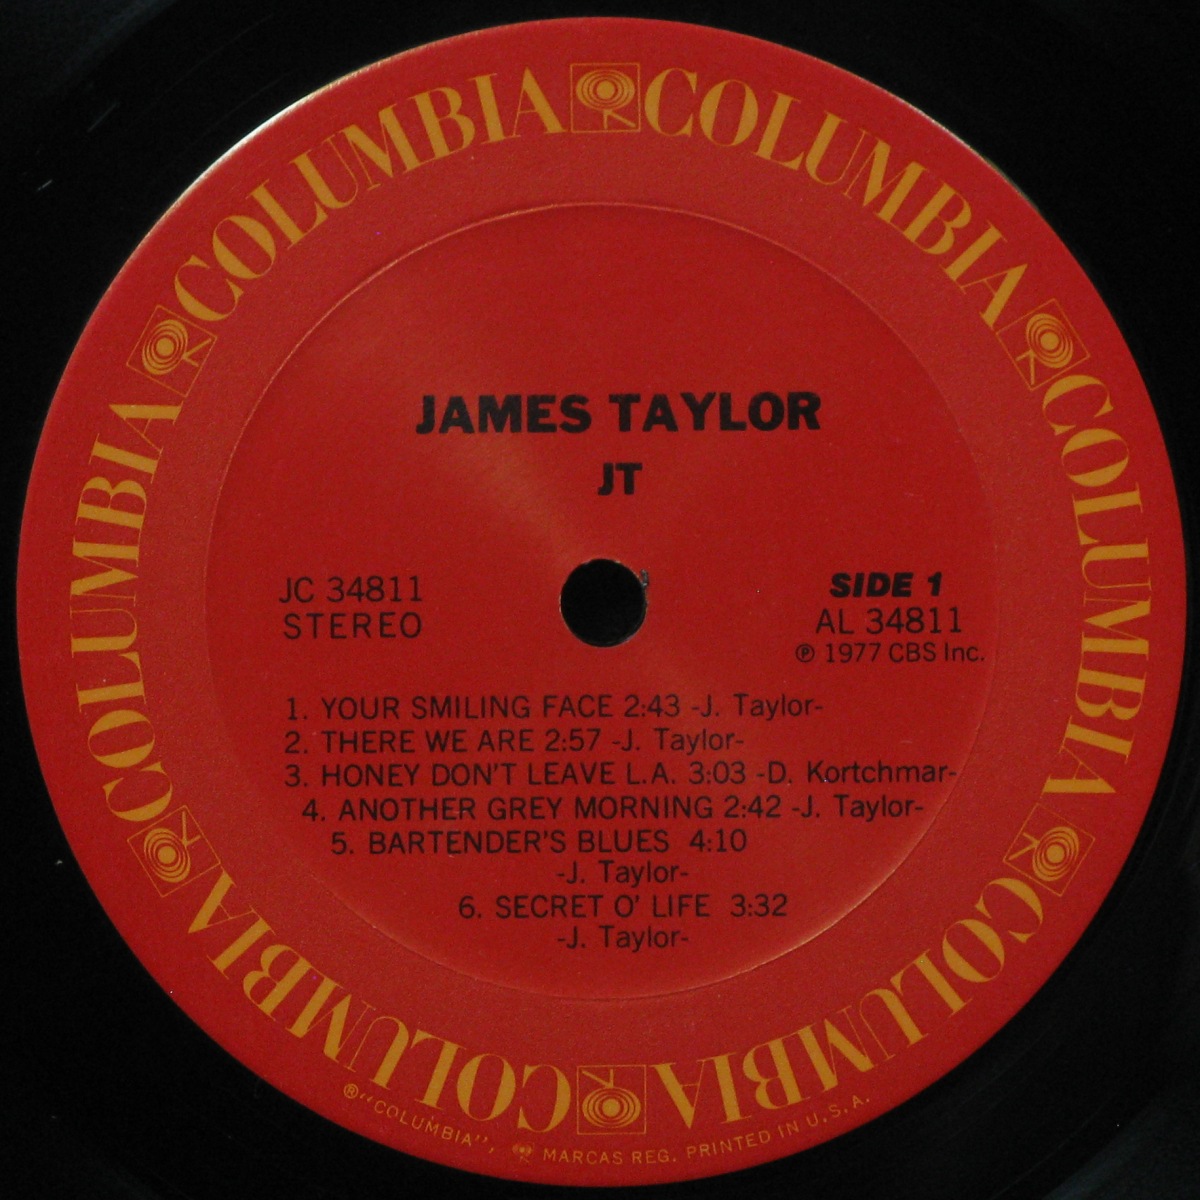 COLUMBIA COLUMBIA COLUMBIA COLUMBIA COLUMBIA COLUMBIA
JAMES TAYLOR
JT
JC 34811
STEREO
SIDE 1
AL 34811
℗ 1977 CBS Inc.
1. YOUR SMILING FACE 2:43 -J. Taylor-
2. THERE WE ARE 2:57 -J. Taylor-
3. HONEY DON'T LEAVE L.A. 3:03 -D. Kortchmar-
4. ANOTHER GREY MORNING 2:42 -J. Taylor-
5. BARTENDER'S BLUES 4:10
-J. Taylor-
6. SECRET O' LIFE 3:32
-J. Taylor-
®"COLUMBIA", MARCAS REG. PRINTED IN U.S.A.